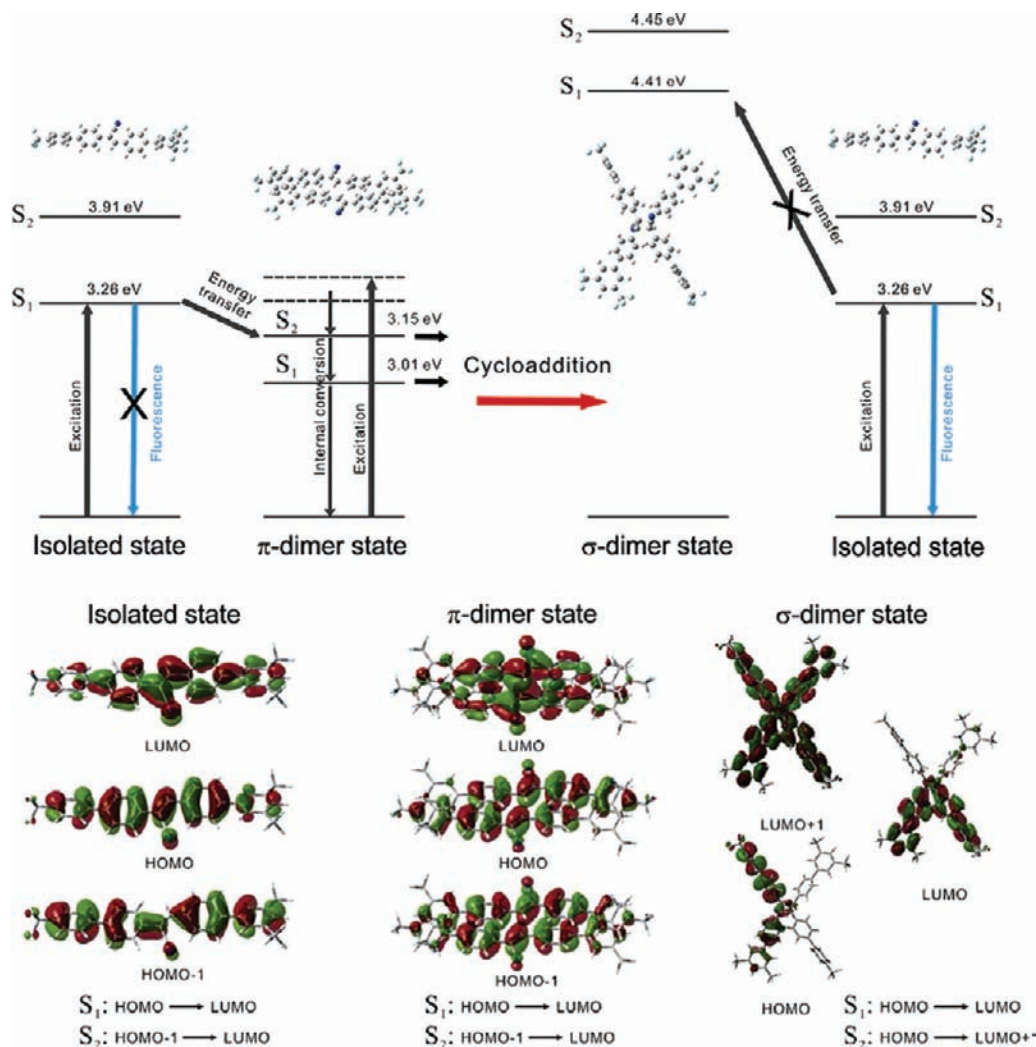 S₂ 4.45 eV
S₁ 4.41 eV
S₂ 3.91 eV
S₁ 3.26 eV
Excitation
Fluorescence
X
Energy transfer
S₂ 3.15 eV
S₁ 3.01 eV
Internal conversion
Excitation
Cycloaddition
Energy transfer
X
3.91 eV S₂
3.26 eV S₁
Excitation
Fluorescence
Isolated state
π-dimer state
σ-dimer state
Isolated state
Isolated state
π-dimer state
σ-dimer state
LUMO
HOMO
HOMO-1
S₁: HOMO → LUMO
S₂: HOMO-1 → LUMO
LUMO
HOMO
HOMO-1
S₁: HOMO → LUMO
S₂: HOMO-1 → LUMO
LUMO+1
LUMO
HOMO
S₁: HOMO → LUMO
S₂: HOMO → LUMO+